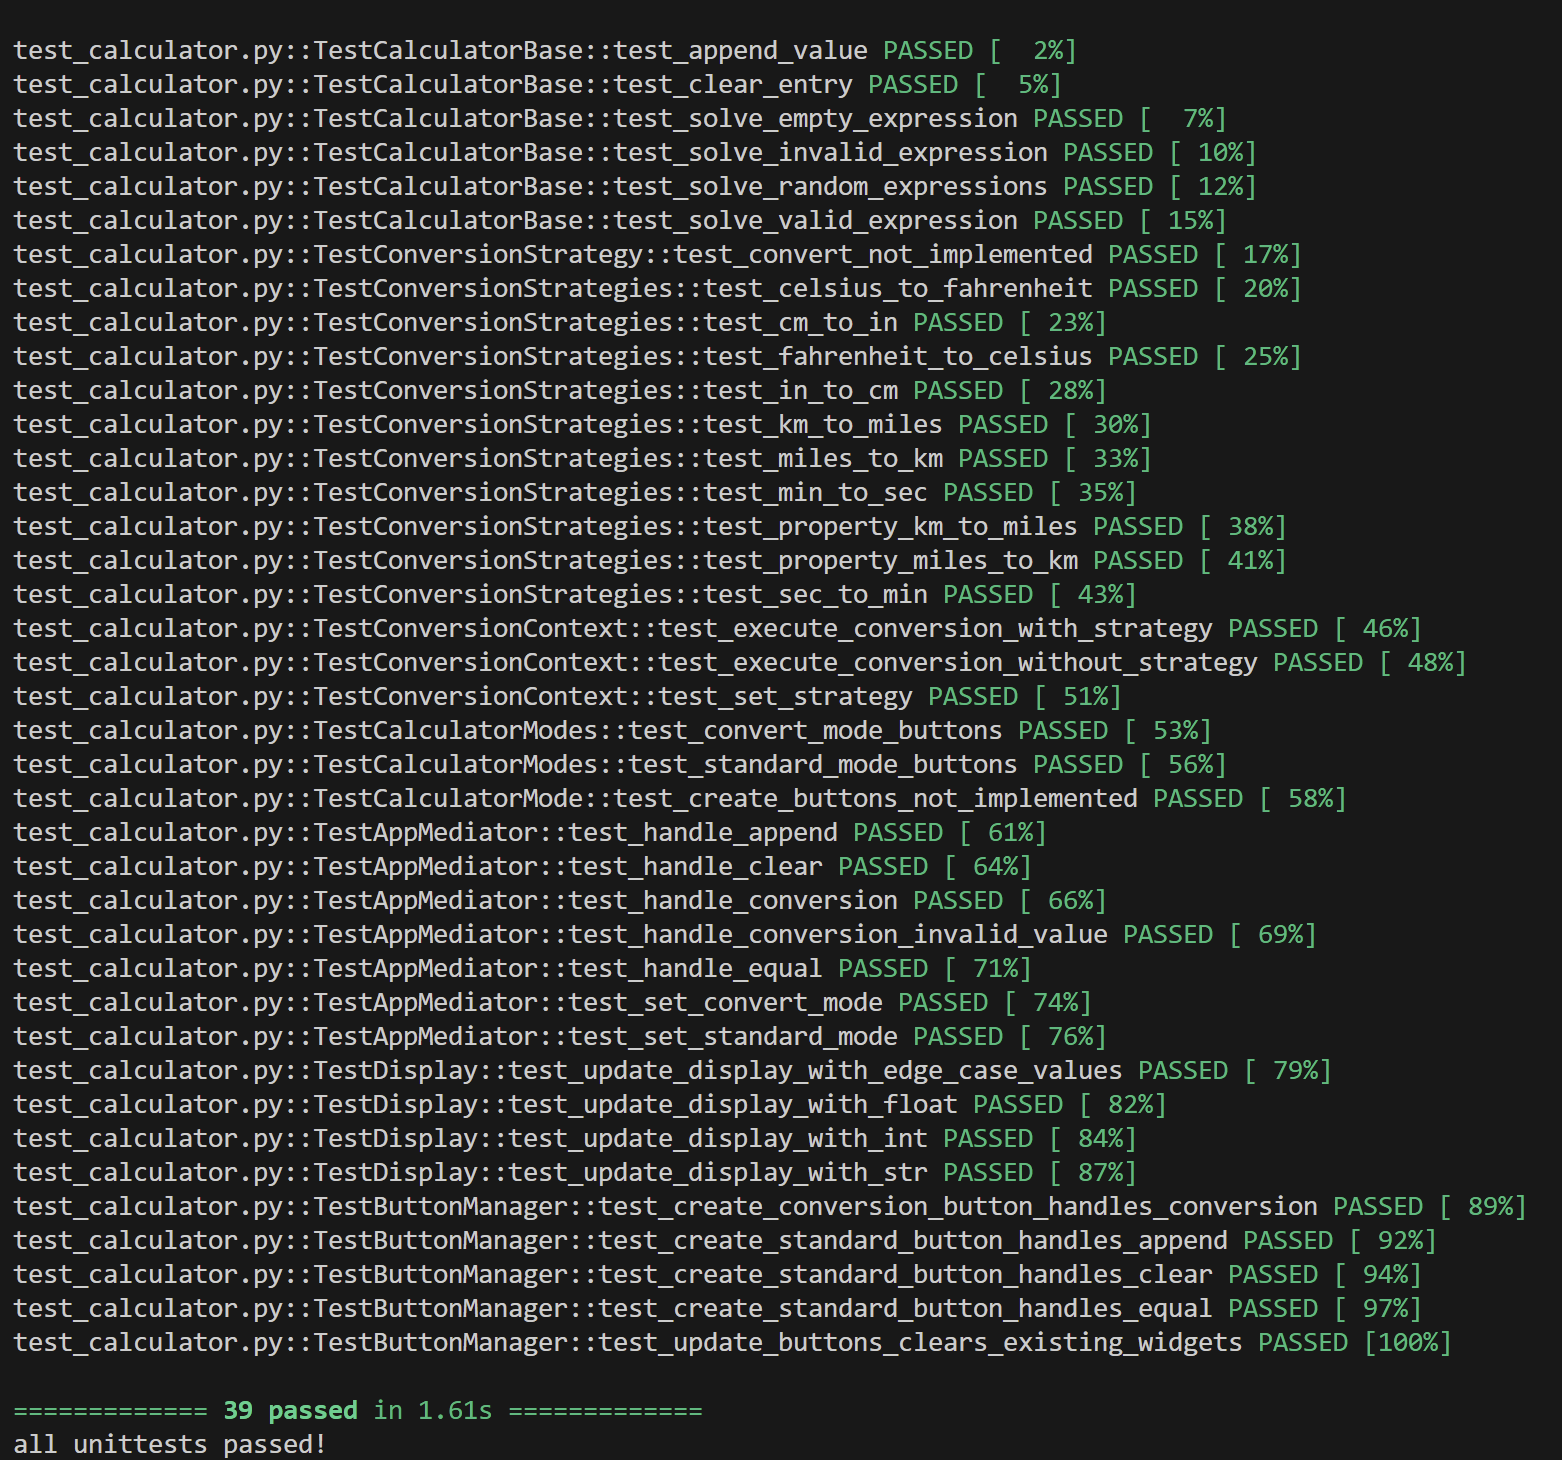 test_calculator.py::TestCalculatorBase::test_append_value PASSED [  2%]
test_calculator.py::TestCalculatorBase::test_clear_entry PASSED [  5%]
test_calculator.py::TestCalculatorBase::test_solve_empty_expression PASSED [  7%]
test_calculator.py::TestCalculatorBase::test_solve_invalid_expression PASSED [ 10%]
test_calculator.py::TestCalculatorBase::test_solve_random_expressions PASSED [ 12%]
test_calculator.py::TestCalculatorBase::test_solve_valid_expression PASSED [ 15%]
test_calculator.py::TestConversionStrategy::test_convert_not_implemented PASSED [ 17%]
test_calculator.py::TestConversionStrategies::test_celsius_to_fahrenheit PASSED [ 20%]
test_calculator.py::TestConversionStrategies::test_cm_to_in PASSED [ 23%]
test_calculator.py::TestConversionStrategies::test_fahrenheit_to_celsius PASSED [ 25%]
test_calculator.py::TestConversionStrategies::test_in_to_cm PASSED [ 28%]
test_calculator.py::TestConversionStrategies::test_km_to_miles PASSED [ 30%]
test_calculator.py::TestConversionStrategies::test_miles_to_km PASSED [ 33%]
test_calculator.py::TestConversionStrategies::test_min_to_sec PASSED [ 35%]
test_calculator.py::TestConversionStrategies::test_property_km_to_miles PASSED [ 38%]
test_calculator.py::TestConversionStrategies::test_property_miles_to_km PASSED [ 41%]
test_calculator.py::TestConversionStrategies::test_sec_to_min PASSED [ 43%]
test_calculator.py::TestConversionContext::test_execute_conversion_with_strategy PASSED [ 46%]
test_calculator.py::TestConversionContext::test_execute_conversion_without_strategy PASSED [ 48%]
test_calculator.py::TestConversionContext::test_set_strategy PASSED [ 51%]
test_calculator.py::TestCalculatorModes::test_convert_mode_buttons PASSED [ 53%]
test_calculator.py::TestCalculatorModes::test_standard_mode_buttons PASSED [ 56%]
test_calculator.py::TestCalculatorMode::test_create_buttons_not_implemented PASSED [ 58%]
test_calculator.py::TestAppMediator::test_handle_append PASSED [ 61%]
test_calculator.py::TestAppMediator::test_handle_clear PASSED [ 64%]
test_calculator.py::TestAppMediator::test_handle_conversion PASSED [ 66%]
test_calculator.py::TestAppMediator::test_handle_conversion_invalid_value PASSED [ 69%]
test_calculator.py::TestAppMediator::test_handle_equal PASSED [ 71%]
test_calculator.py::TestAppMediator::test_set_convert_mode PASSED [ 74%]
test_calculator.py::TestAppMediator::test_set_standard_mode PASSED [ 76%]
test_calculator.py::TestDisplay::test_update_display_with_edge_case_values PASSED [ 79%]
test_calculator.py::TestDisplay::test_update_display_with_float PASSED [ 82%]
test_calculator.py::TestDisplay::test_update_display_with_int PASSED [ 84%]
test_calculator.py::TestDisplay::test_update_display_with_str PASSED [ 87%]
test_calculator.py::TestButtonManager::test_create_conversion_button_handles_conversion PASSED [ 89%]
test_calculator.py::TestButtonManager::test_create_standard_button_handles_append PASSED [ 92%]
test_calculator.py::TestButtonManager::test_create_standard_button_handles_clear PASSED [ 94%]
test_calculator.py::TestButtonManager::test_create_standard_button_handles_equal PASSED [ 97%]
test_calculator.py::TestButtonManager::test_update_buttons_clears_existing_widgets PASSED [100%]
============= 39 passed in 1.61s =============
all unittests passed!